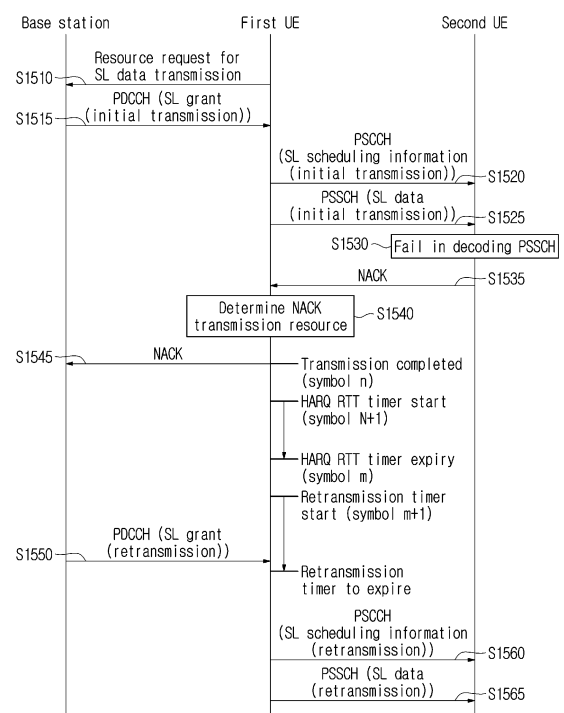 Base station
First UE
Second UE
Resource request for
SL data transmission
S1510
PDCCH (SL grant
(initial transmission))
S1515
PSCCH
(SL scheduling information
(initial transmission))
S1520
PSSCH (SL data
(initial transmission))
S1525
S1530
Fail in decoding PSSCH
NACK
S1535
Determine NACK
transmission resource
S1540
S1545
NACK
Transmission completed
(symbol n)
HARQ RTT timer start
(symbol N+1)
HARQ RTT timer expiry
(symbol m)
Retransmission timer
start (symbol m+1)
PDCCH (SL grant
(retransmission))
S1550
Retransmission
timer to expire
PSCCH
(SL scheduling information
(retransmission))
S1560
PSSCH (SL data
(retransmission))
S1565